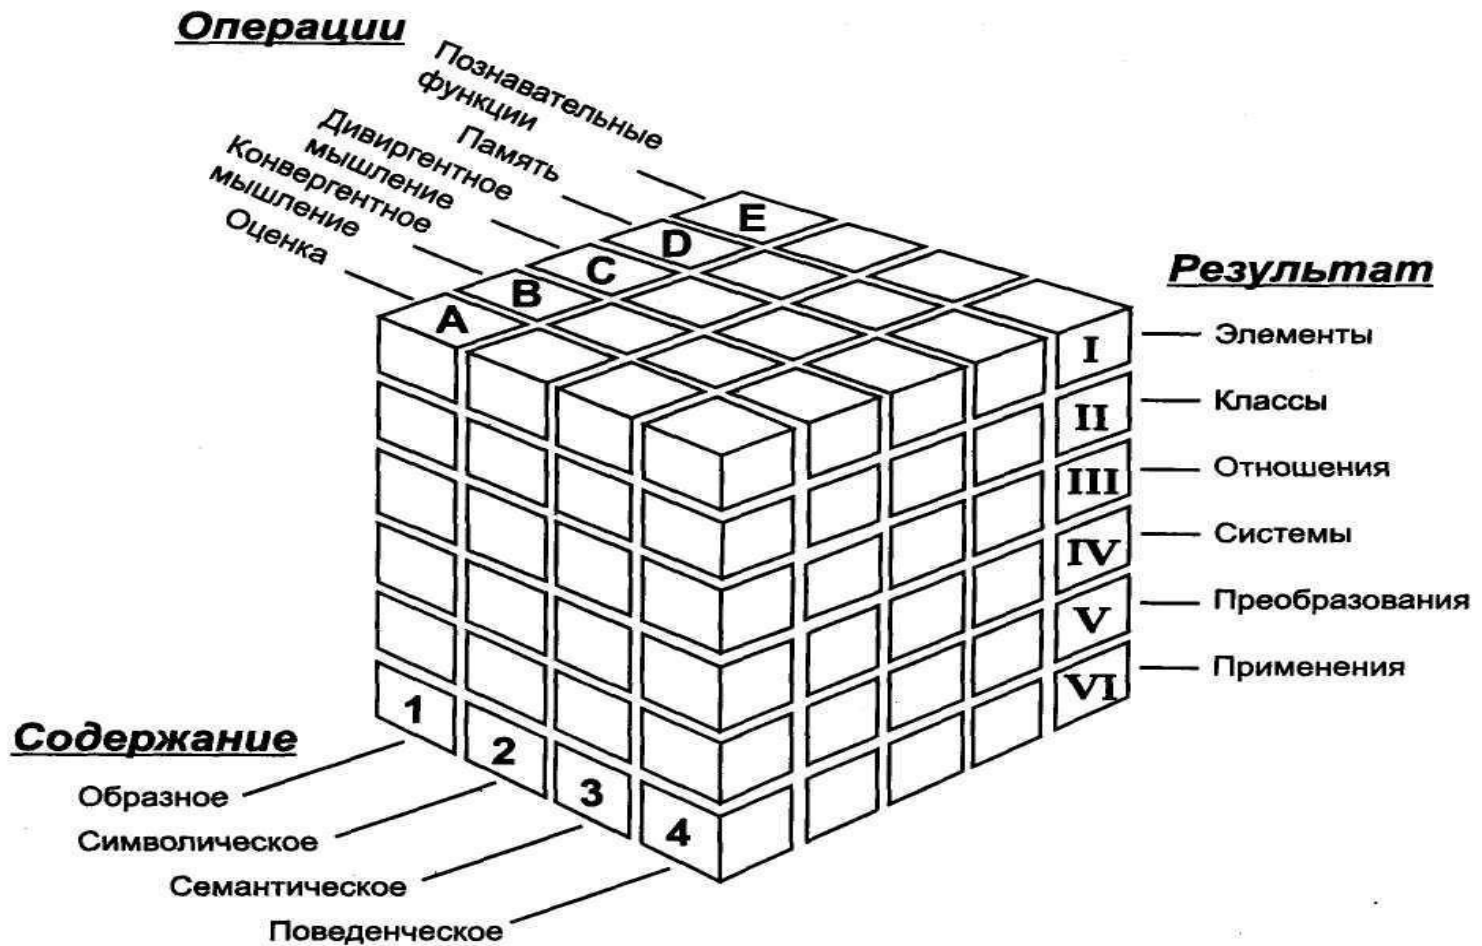 Операции
Познавательные
функции
Память
Дивиргентное
мышление
Конвергентное
мышление
Оценка
E
D
C
B
A
Результат
I
Элементы
II
Классы
III
Отношения
IV
Системы
V
Преобразования
VI
Применения
1
2
3
4
Содержание
Образное
Символическое
Семантическое
Поведенческое